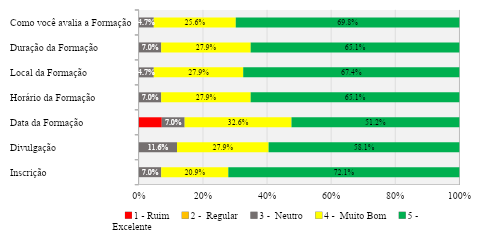 Como você avalia a Formação 4.7% 25.6% 69.8%
Duração da Formação 7.0% 27.9% 65.1%
Local da Formação 4.7% 27.9% 67.4%
Horário da Formação 7.0% 27.9% 65.1%
Data da Formação 7.0% 32.6% 51.2%
Divulgação 11.6% 27.9% 58.1%
Inscrição 7.0% 20.9% 72.1%
0% 20% 40% 60% 80% 100%
1 - Ruim 2 - Regular 3 - Neutro 4 - Muito Bom 5 -
Excelente